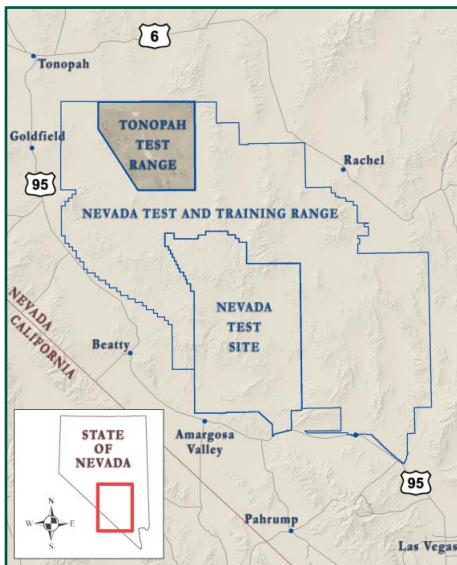 6
Tonopah
TONOPAH
TEST
RANGE
Goldfield
Rachel
95
NEVADA TEST AND TRAINING RANGE
NEVADA
CALIFORNIA
NEVADA
TEST
SITE
Beatty
STATE
OF
NEVADA
Amargosa
Valley
95
N
W
E
S
Pahrump
Las Vegas